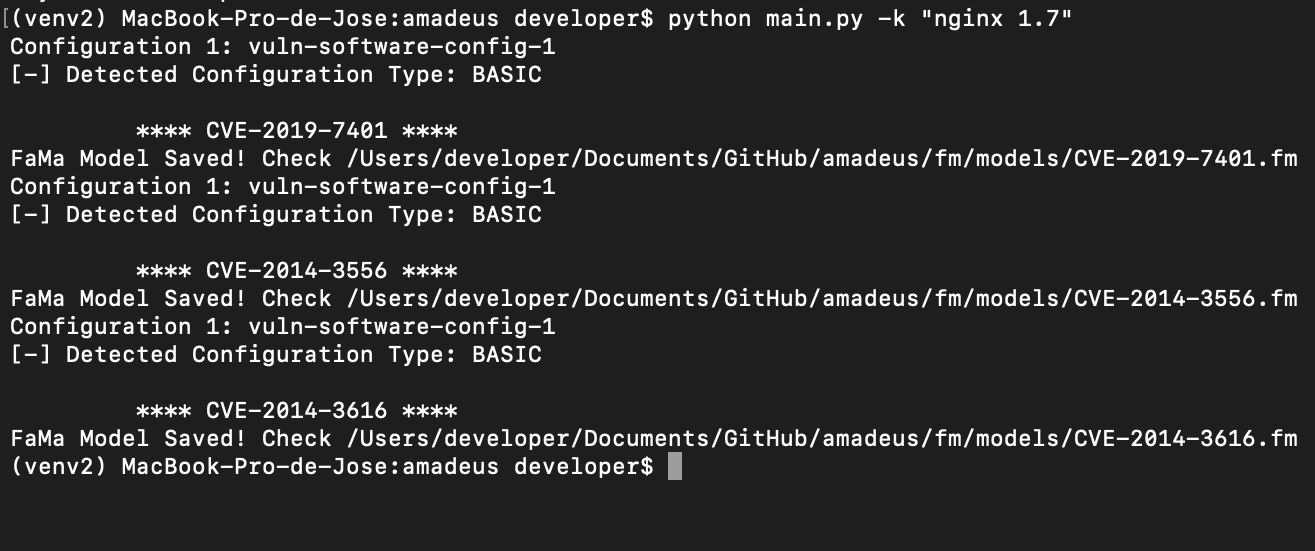 [(venv2) MacBook-Pro-de-Jose:amadeus developer$ python main.py -k "nginx 1.7"
Configuration 1: vuln-software-config-1
[-] Detected Configuration Type: BASIC
**** CVE-2019-7401 ****
FaMa Model Saved! Check /Users/developer/Documents/GitHub/amadeus/fm/models/CVE-2019-7401.fm
Configuration 1: vuln-software-config-1
[-] Detected Configuration Type: BASIC
**** CVE-2014-3556 ****
FaMa Model Saved! Check /Users/developer/Documents/GitHub/amadeus/fm/models/CVE-2014-3556.fm
Configuration 1: vuln-software-config-1
[-] Detected Configuration Type: BASIC
**** CVE-2014-3616 ****
FaMa Model Saved! Check /Users/developer/Documents/GitHub/amadeus/fm/models/CVE-2014-3616.fm
(venv2) MacBook-Pro-de-Jose:amadeus developer$